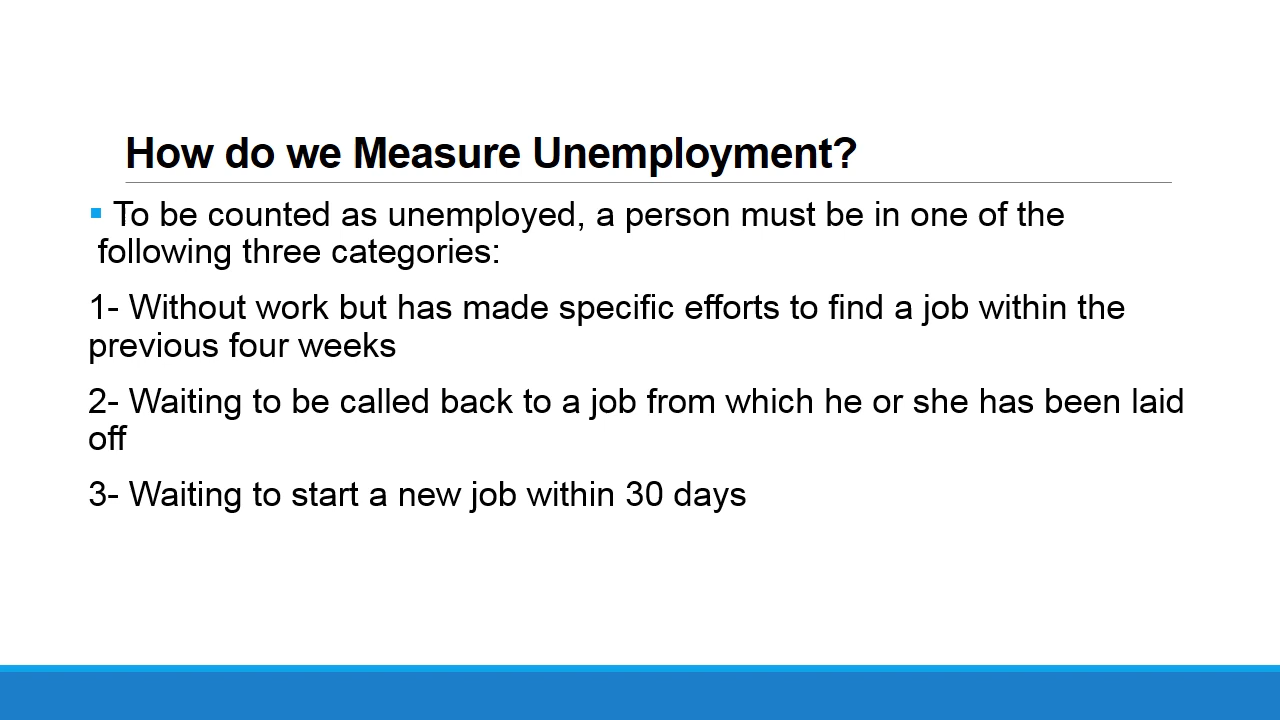 How do we Measure Unemployment?
▪ To be counted as unemployed, a person must be in one of the
following three categories:
1- Without work but has made specific efforts to find a job within the
previous four weeks
2- Waiting to be called back to a job from which he or she has been laid
off
3- Waiting to start a new job within 30 days